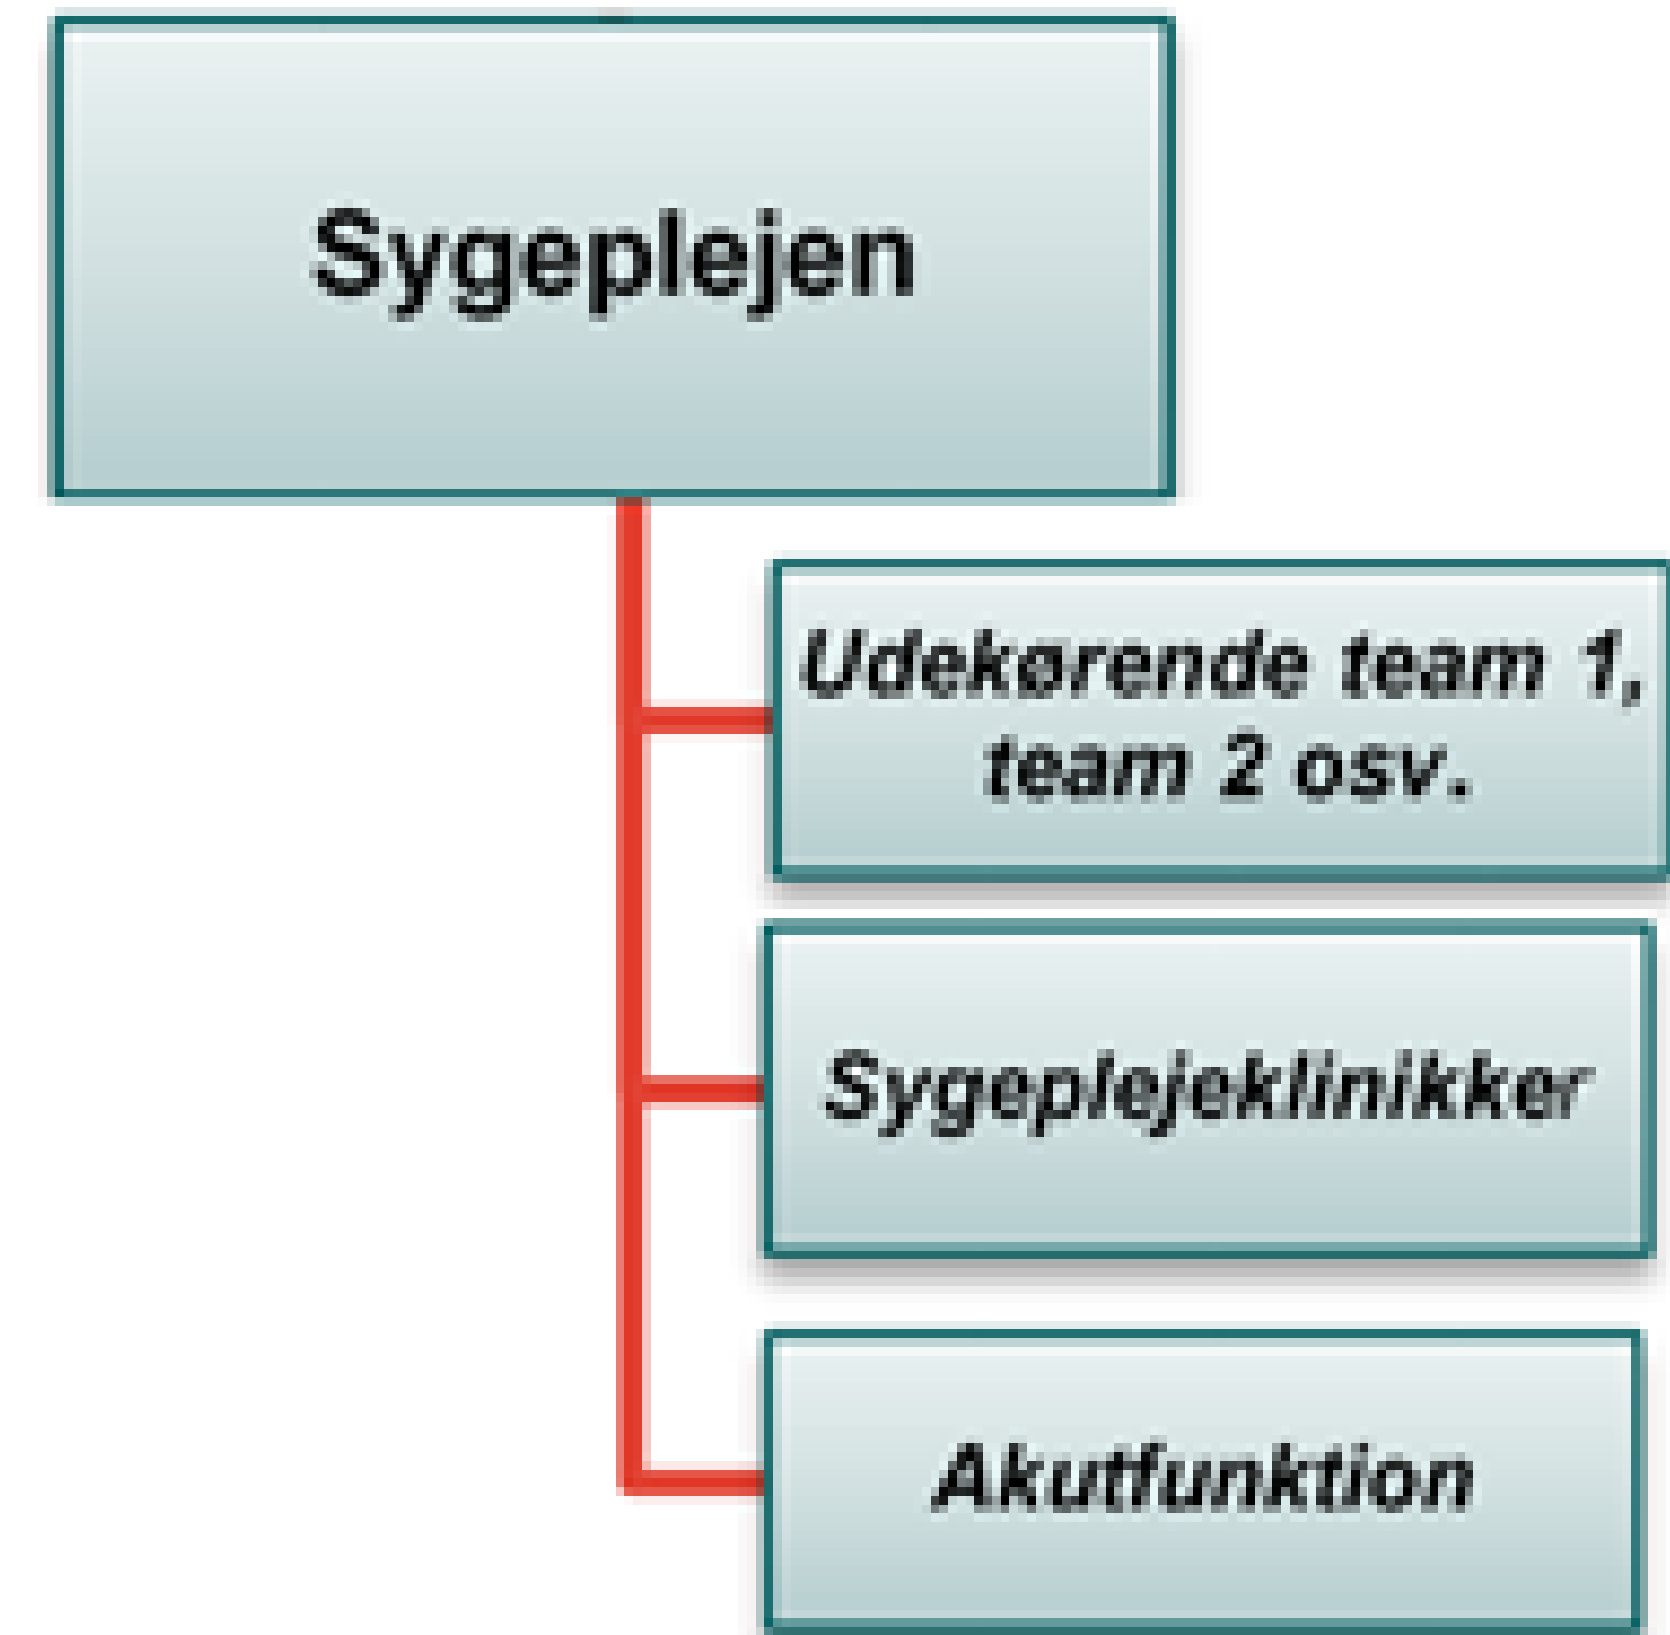 Sygeplejen
Udekørende team 1,
team 2 osv.
Sygeplejeklinikker
Akutfunktion